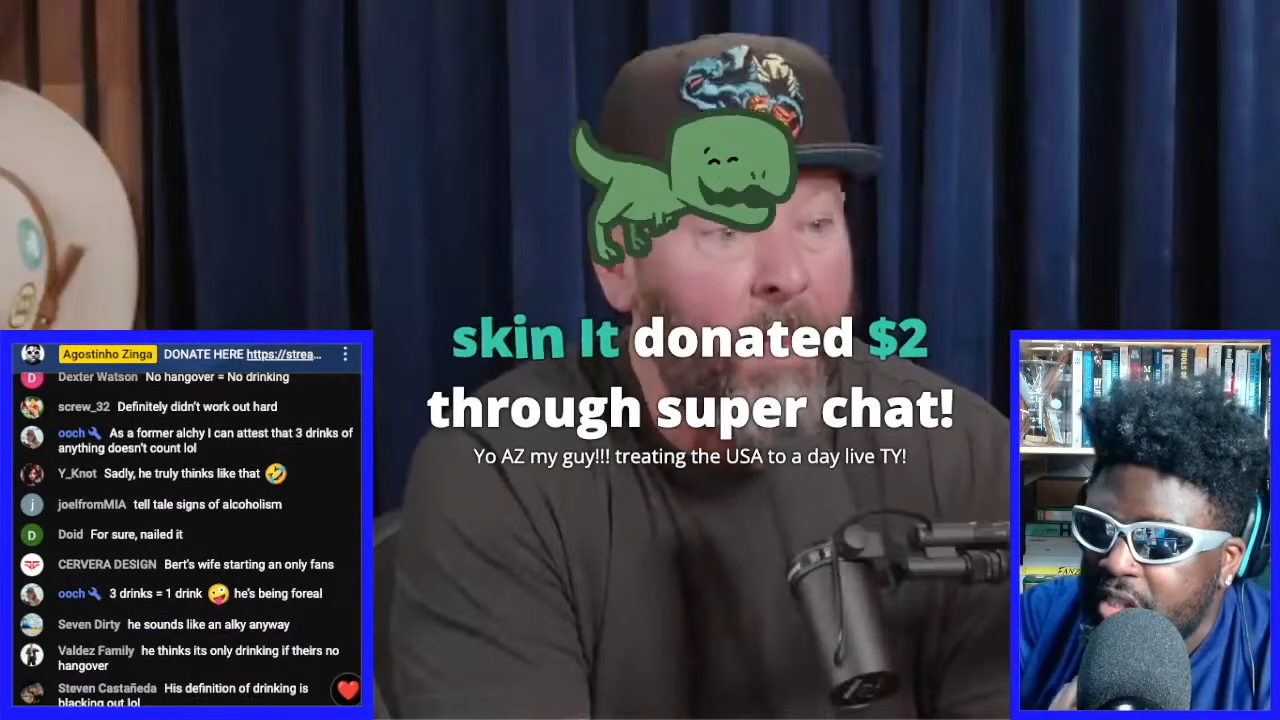 Agostinho Zinga DONATE HERE https://strea...
Dexter Watson No hangover = No drinking
screw_32 Definitely didn't work out hard
ooch As a former alchy I can attest that 3 drinks of
anything doesn't count lol
Y_Knot Sadly, he truly thinks like that
joelfromMIA tell tale signs of alcoholism
Doid For sure, nailed it
CERVERA DESIGN Bert's wife starting an only fans
ooch 3 drinks = 1 drink he's being foreal
Seven Dirty he sounds like an alky anyway
Valdez Family he thinks its only drinking if theirs no
hangover
Steven Castañeda His definition of drinking is
blacking out lol
skin It donated $2
through super chat!
Yo AZ my guy!!! treating the USA to a day live TY!
FANZ